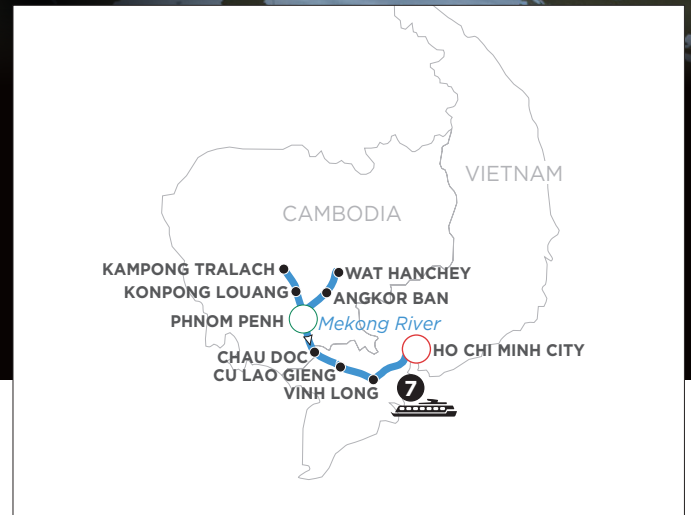 VIETNAM
CAMBODIA
KAMPONG TRALACH
WAT HANCHEY
KONPONG LOUANG
ANGKOR BAN
PHNOM PENH
Mekong River
HO CHI MINH CITY
CHAU DOC
CU LAO GIENG
VINH LONG
7